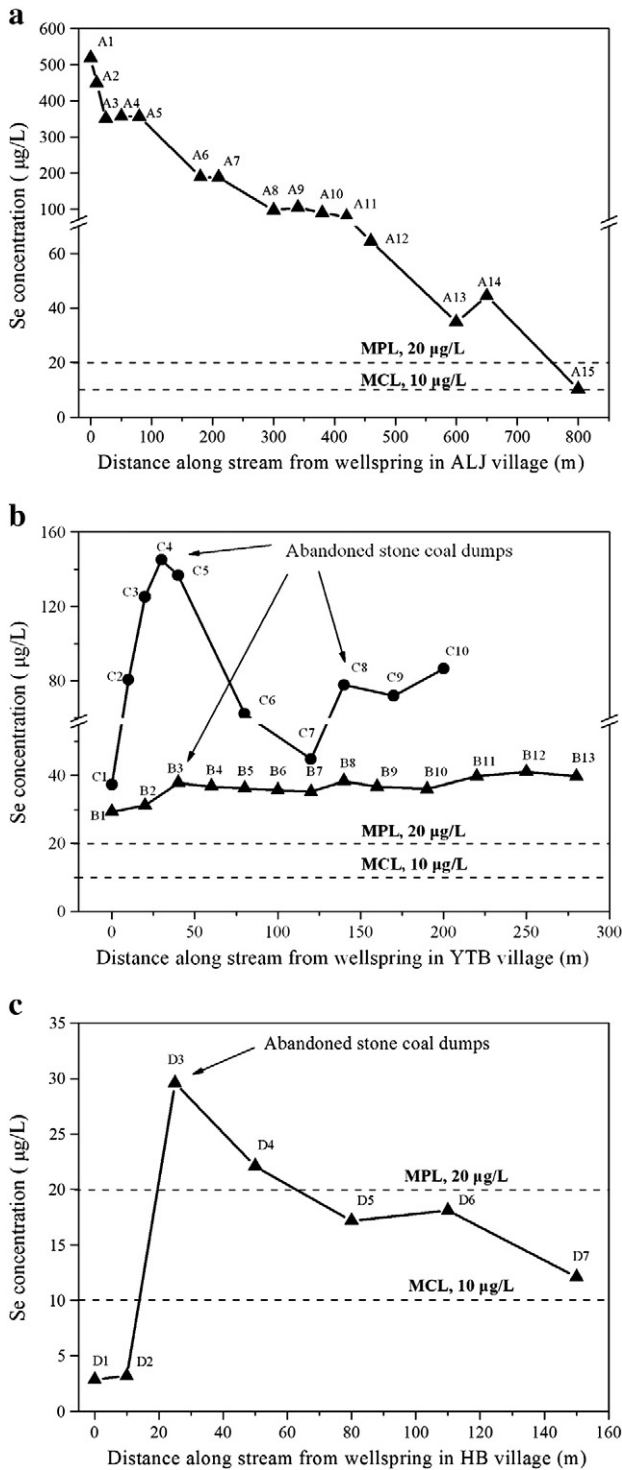 a
600
500
400
300
200
100
60
40
20
0
Se concentration ( μg/L)
A1
A2
A3
A4
A5
A6
A7
A8
A9
A10
A11
A12
A13
A14
A15
MPL, 20 μg/L
MCL, 10 μg/L
0 100 200 300 400 500 600 700 800
Distance along stream from wellspring in ALJ village (m)
b
160
120
80
40
20
0
Se concentration ( μg/L)
Abandoned stone coal dumps
C1
C2
C3
C4
C5
C6
C7
C8
C9
C10
B1
B2
B3
B4
B5
B6
B7
B8
B9
B10
B11
B12
B13
MPL, 20 μg/L
MCL, 10 μg/L
0 50 100 150 200 250 300
Distance along stream from wellspring in YTB village (m)
c
35
30
25
20
15
10
5
0
Se concentration ( μg/L)
Abandoned stone coal dumps
D1
D2
D3
D4
D5
D6
D7
MPL, 20 μg/L
MCL, 10 μg/L
0 20 40 60 80 100 120 140 160
Distance along stream from wellspring in HB village (m)